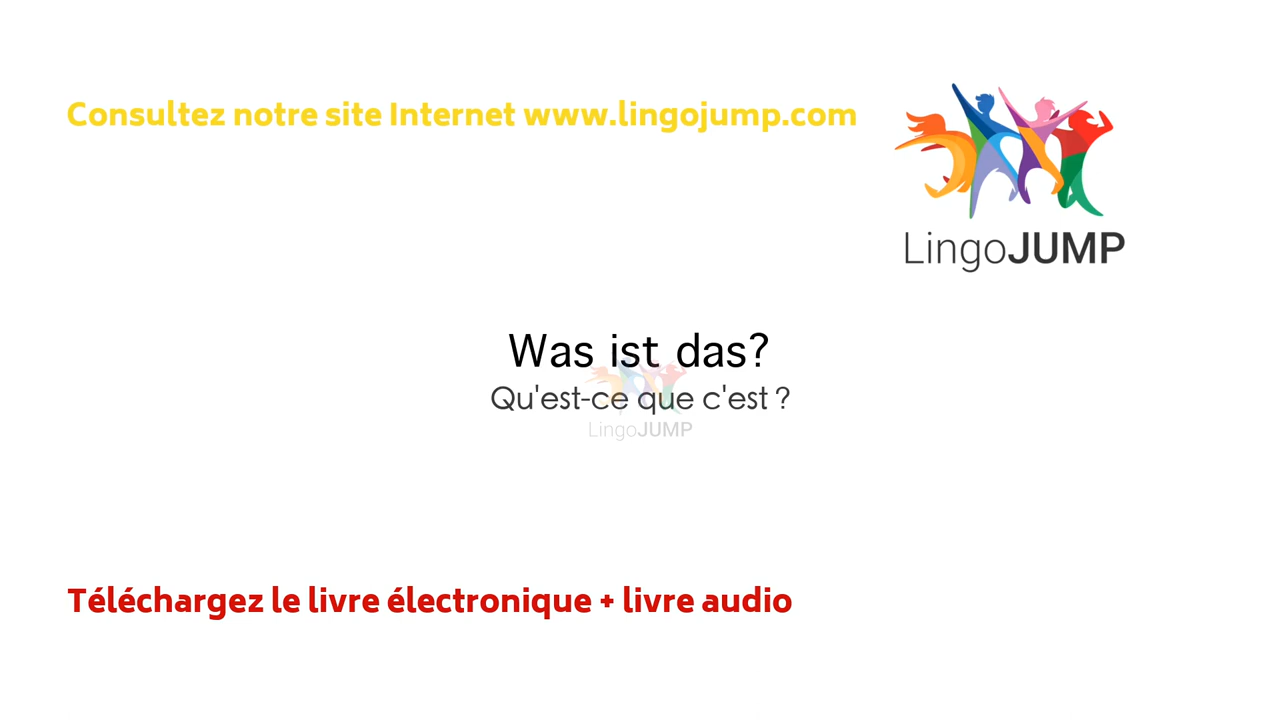 Consultez notre site Internet www.lingojump.com
LingoJUMP
Was ist das?
Qu'est-ce que c'est ?
LingoJUMP
Téléchargez le livre électronique + livre audio